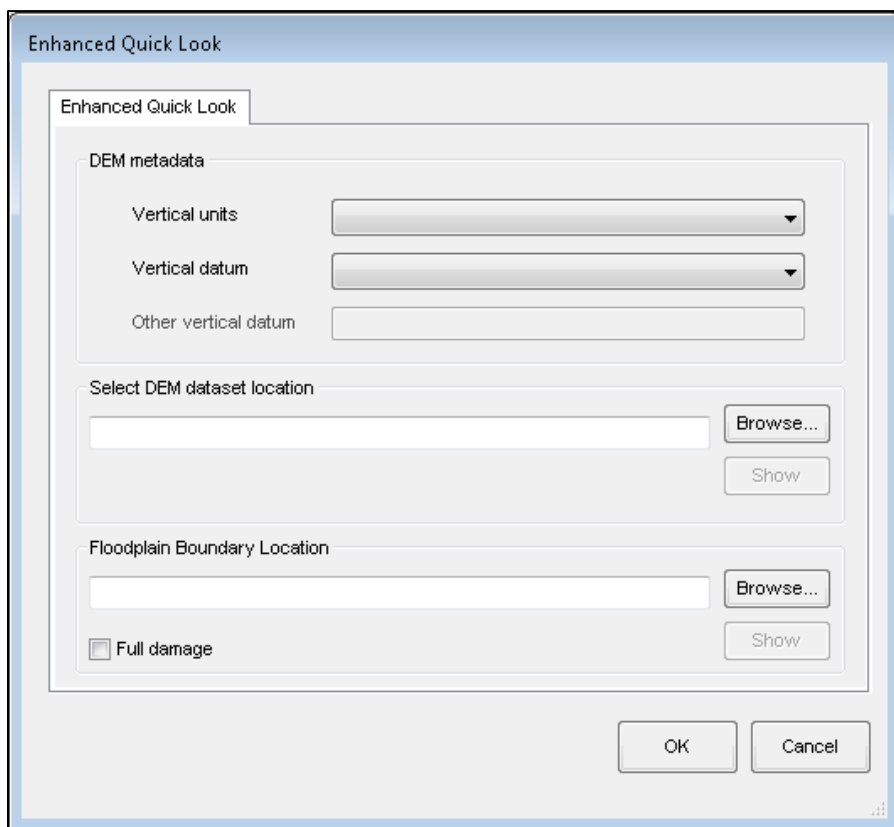 Enhanced Quick Look
Enhanced Quick Look
DEM metadata
Vertical units
Vertical datum
Other vertical datum
Select DEM dataset location
Browse...
Show
Floodplain Boundary Location
Browse...
Full damage
Show
OK
Cancel